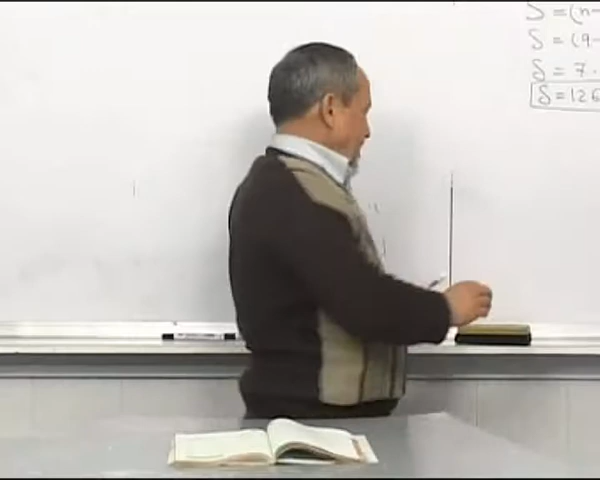 S = (n-
S = (9-
S = 7.
S = 126